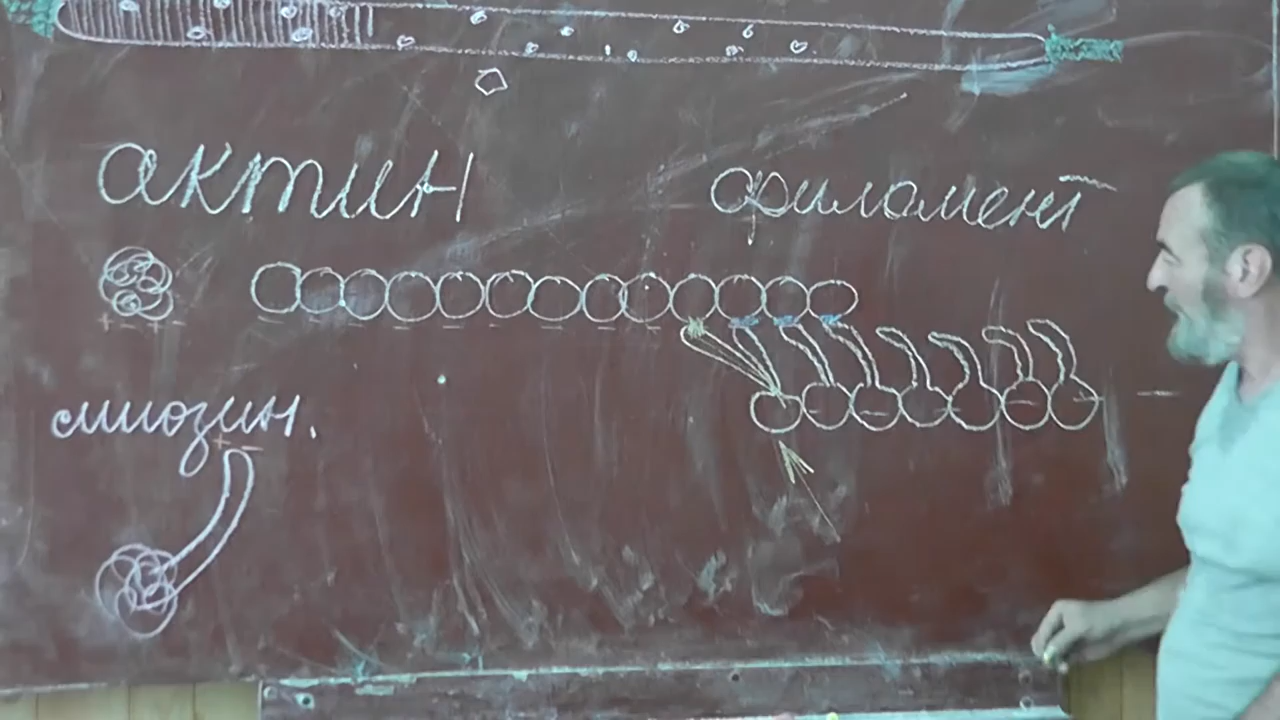 актин филамент
+ - + -
миозин.
+ -